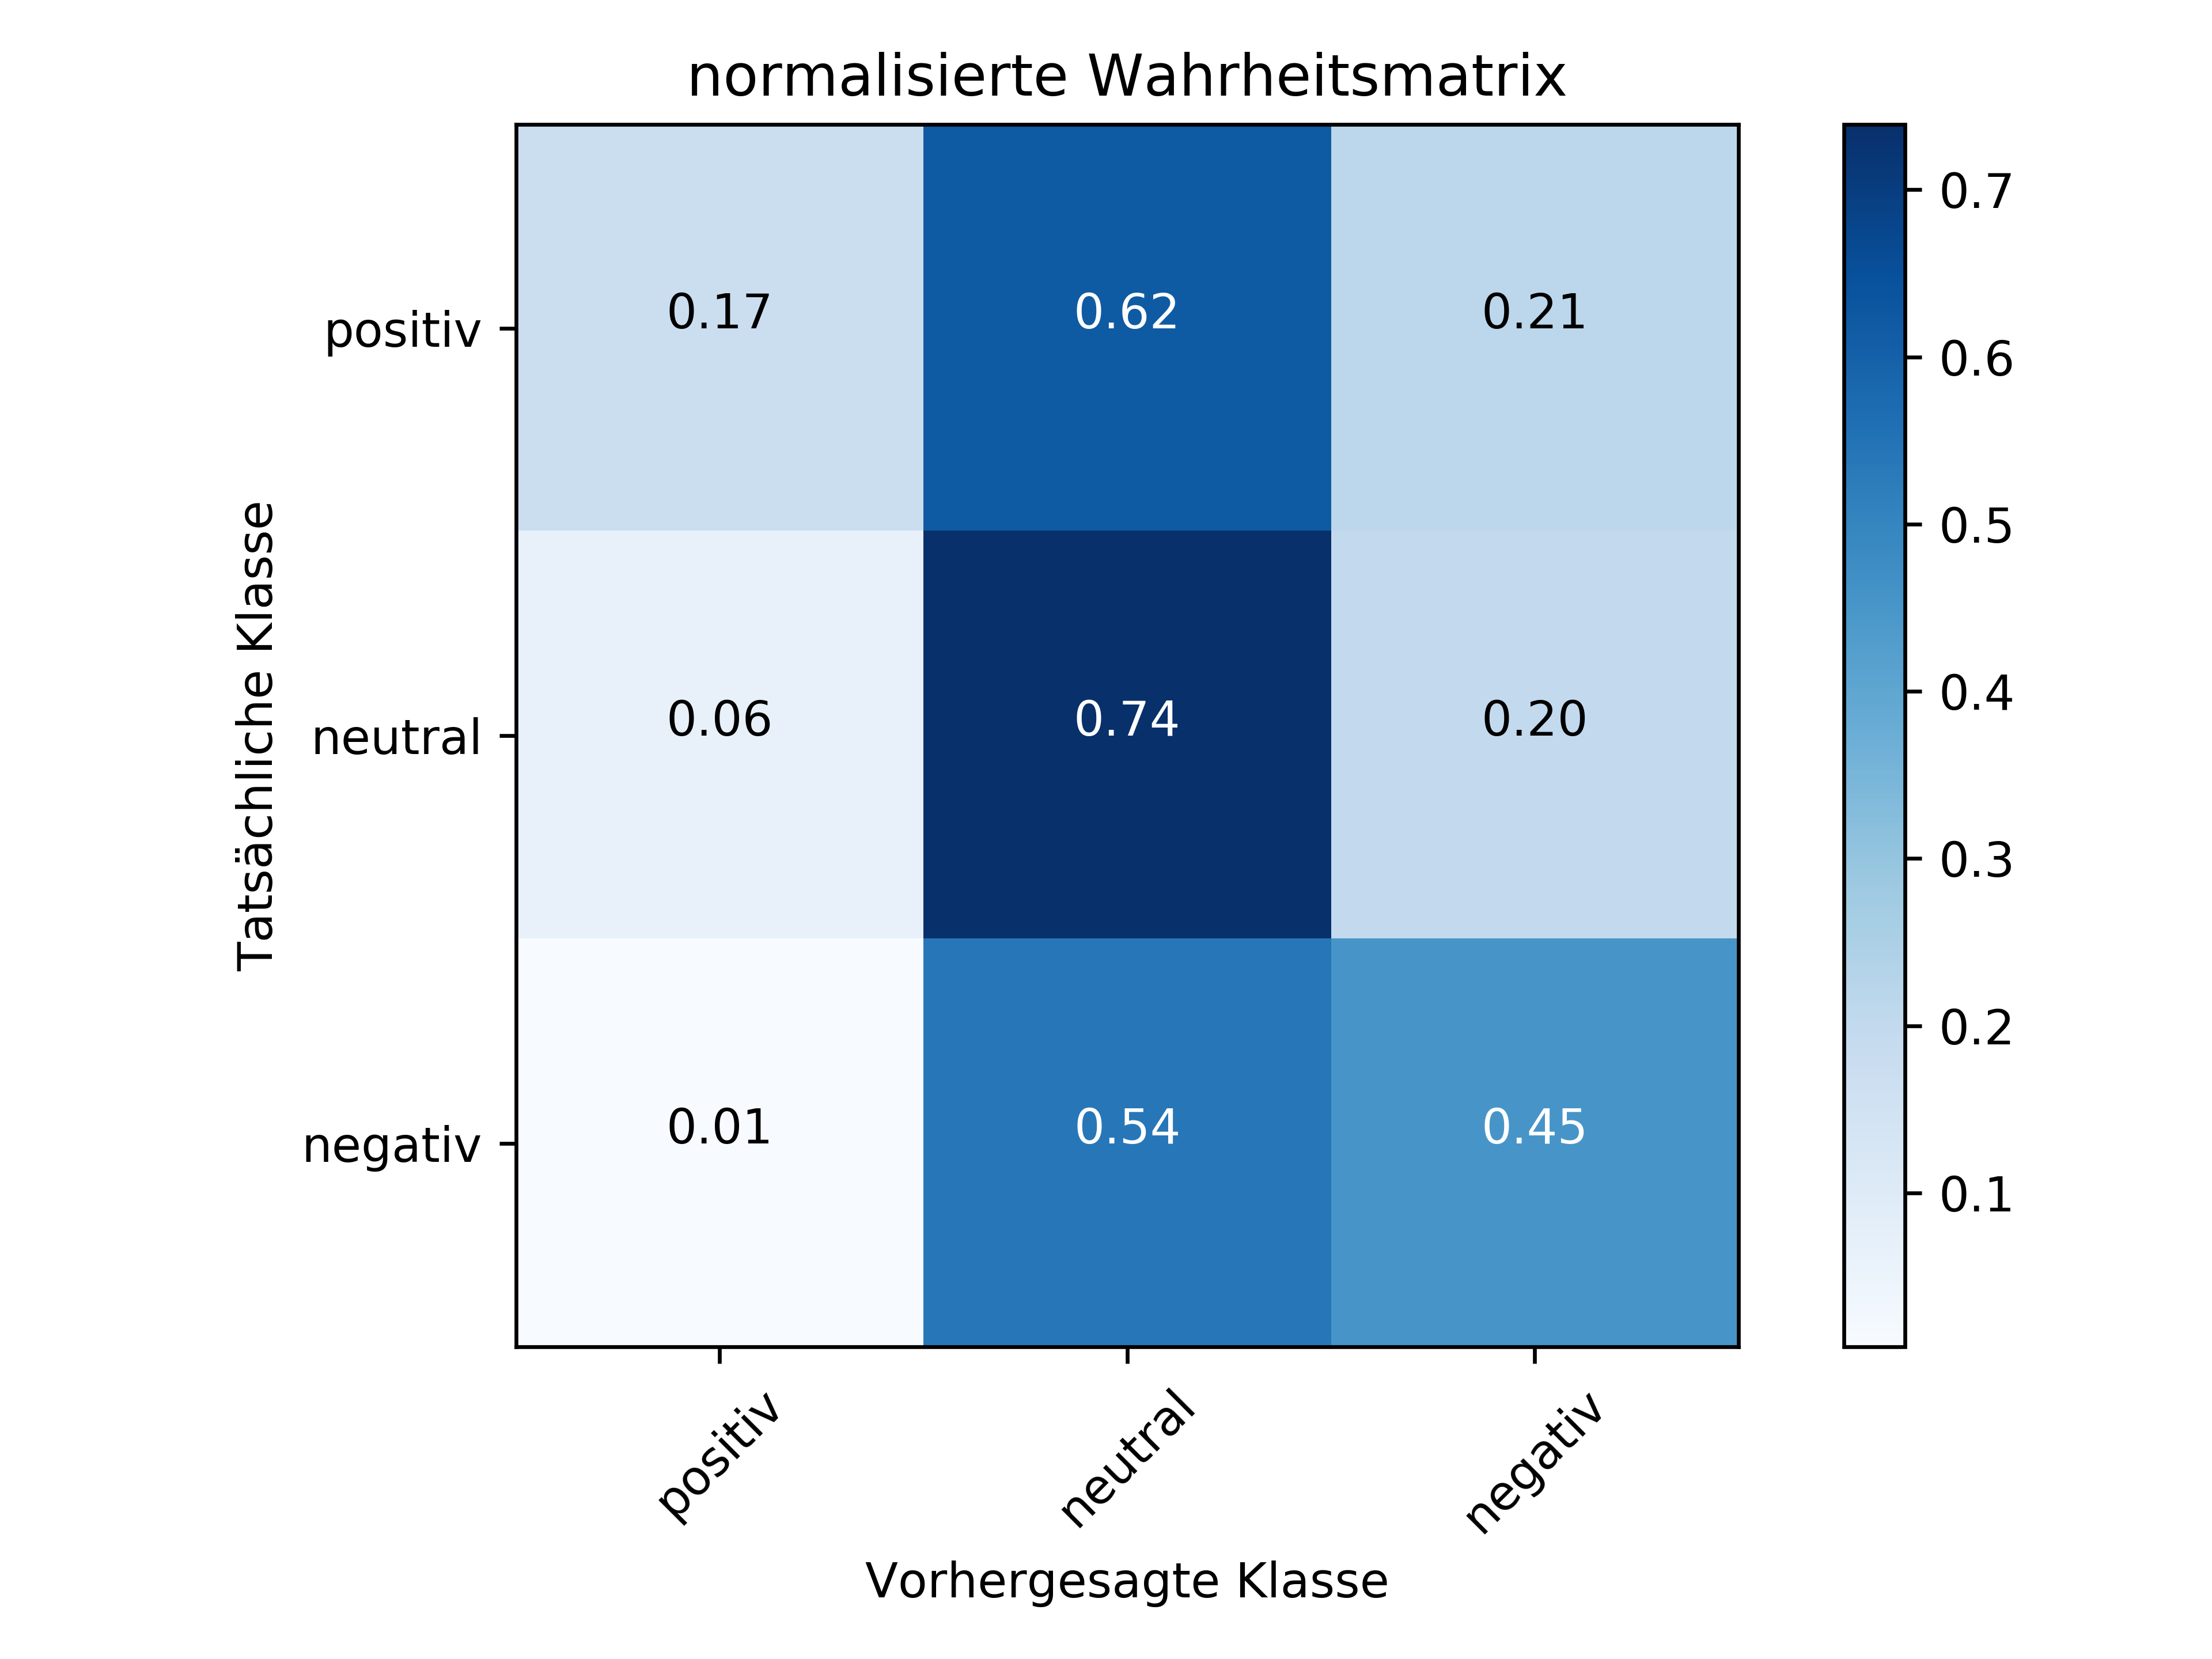 normalisierte Wahrheitsmatrix
positiv
0.17
0.62
0.21
neutral
0.06
0.74
0.20
negativ
0.01
0.54
0.45
Tatsächliche Klasse
positiv
neutral
negativ
Vorhergesagte Klasse
0.7
0.6
0.5
0.4
0.3
0.2
0.1